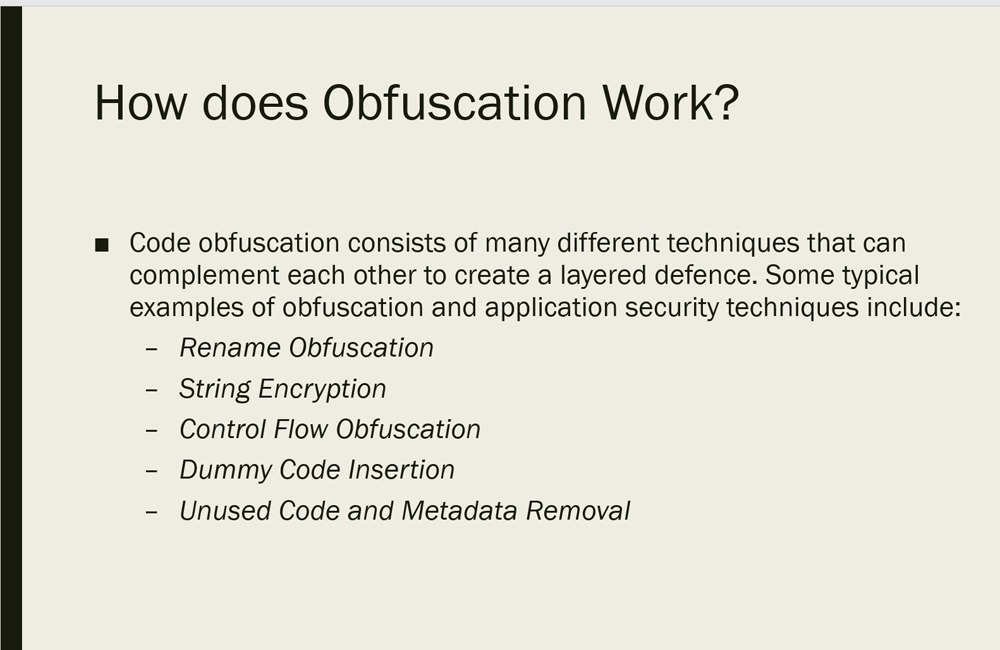 How does Obfuscation Work?
■ Code obfuscation consists of many different techniques that can
complement each other to create a layered defence. Some typical
examples of obfuscation and application security techniques include:
– Rename Obfuscation
– String Encryption
– Control Flow Obfuscation
– Dummy Code Insertion
– Unused Code and Metadata Removal